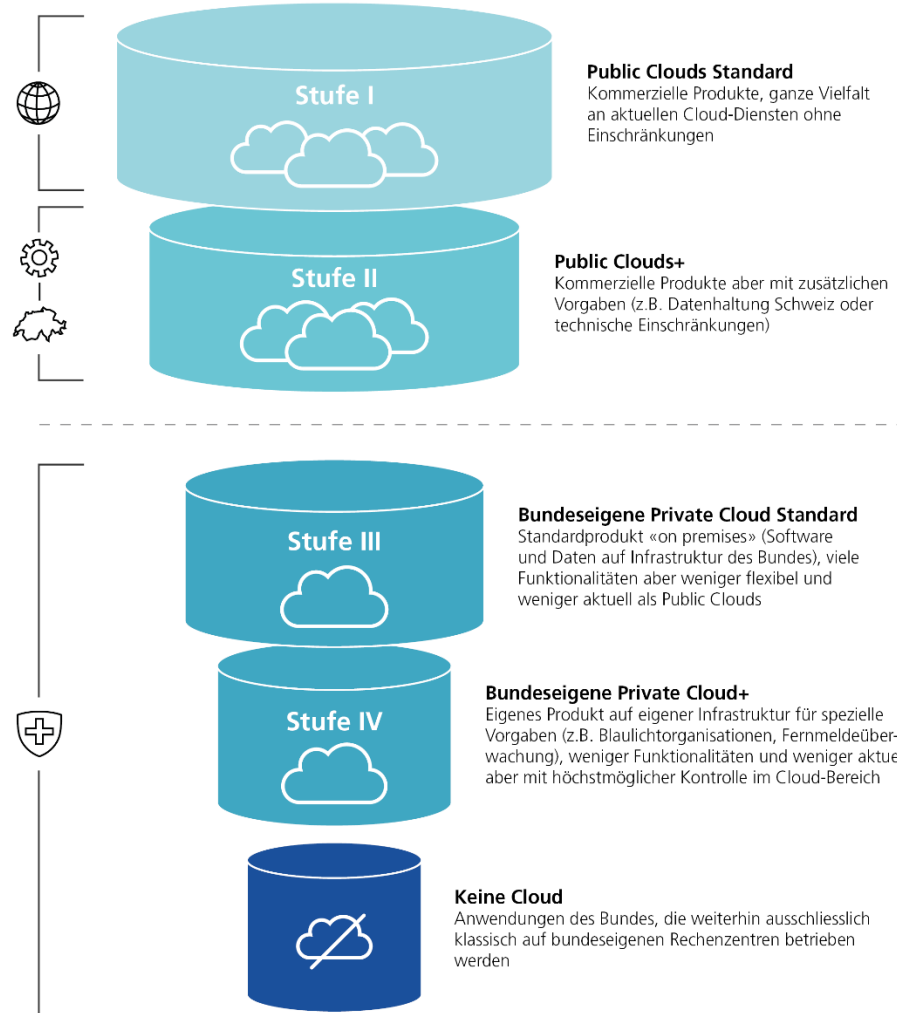 Stufe I
Public Clouds Standard
Kommerzielle Produkte, ganze Vielfalt
an aktuellen Cloud-Diensten ohne
Einschränkungen
Stufe II
Public Clouds+
Kommerzielle Produkte aber mit zusätzlichen
Vorgaben (z.B. Datenhaltung Schweiz oder
technische Einschränkungen)
Stufe III
Bundeseigene Private Cloud Standard
Standardprodukt «on premises» (Software
und Daten auf Infrastruktur des Bundes), viele
Funktionalitäten aber weniger flexibel und
weniger aktuell als Public Clouds
Stufe IV
Bundeseigene Private Cloud+
Eigenes Produkt auf eigener Infrastruktur für spezielle
Vorgaben (z.B. Blaulichtorganisationen, Fernmeldeüber-
wachung), weniger Funktionalitäten und weniger aktue
aber mit höchstmöglicher Kontrolle im Cloud-Bereich
Keine Cloud
Anwendungen des Bundes, die weiterhin ausschliesslich
klassisch auf bundeseigenen Rechenzentren betrieben
werden